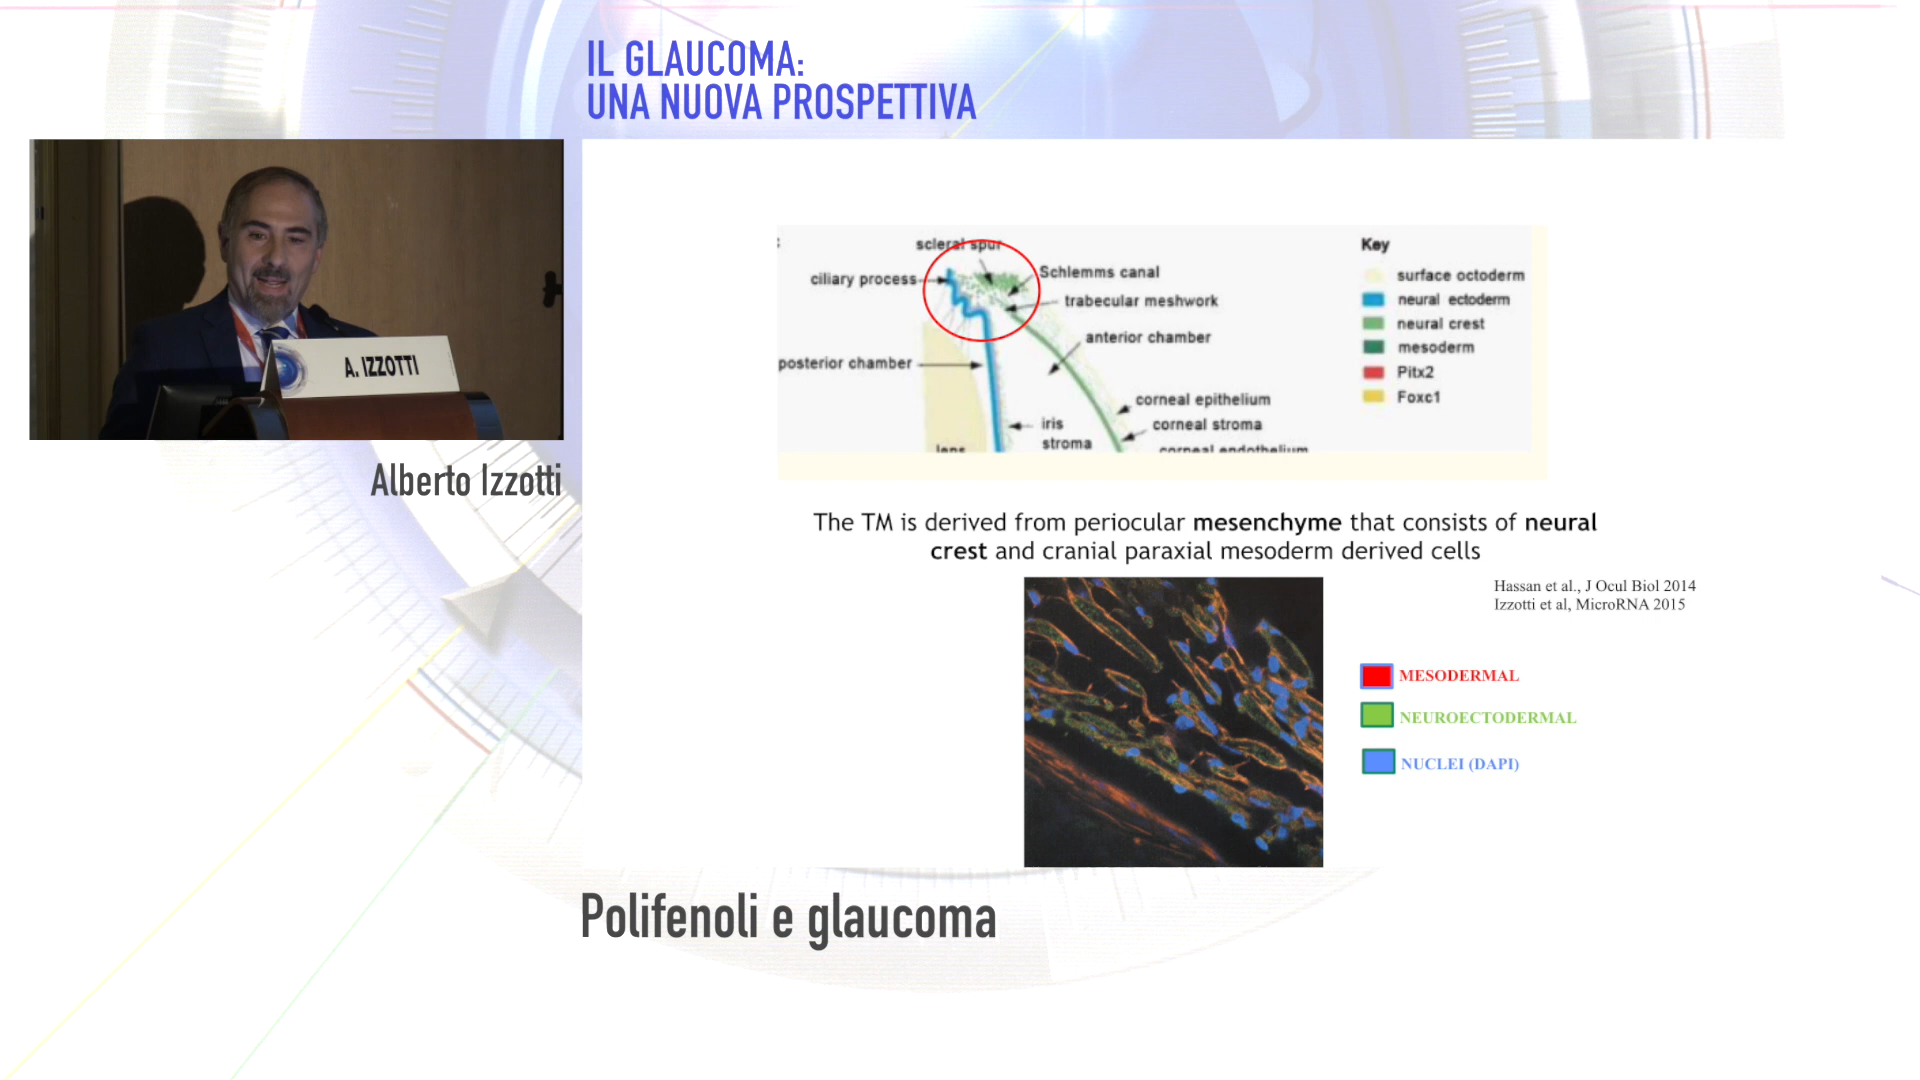 IL GLAUCOMA:
UNA NUOVA PROSPETTIVA
A. IZZOTTI
Alberto Izzotti
scleral spur
ciliary process
Schlemms canal
trabecular meshwork
anterior chamber
posterior chamber
corneal epithelium
iris
stroma
corneal stroma
lens
corneal endothelium
Key
surface octoderm
neural ectoderm
neural crest
mesoderm
Pitx2
Foxc1
The TM is derived from periocular mesenchyme that consists of neural
crest and cranial paraxial mesoderm derived cells
Hassan et al., J Ocul Biol 2014
Izzotti et al, MicroRNA 2015
MESODERMAL
NEUROECTODERMAL
NUCLEI (DAPI)
Polifenoli e glaucoma